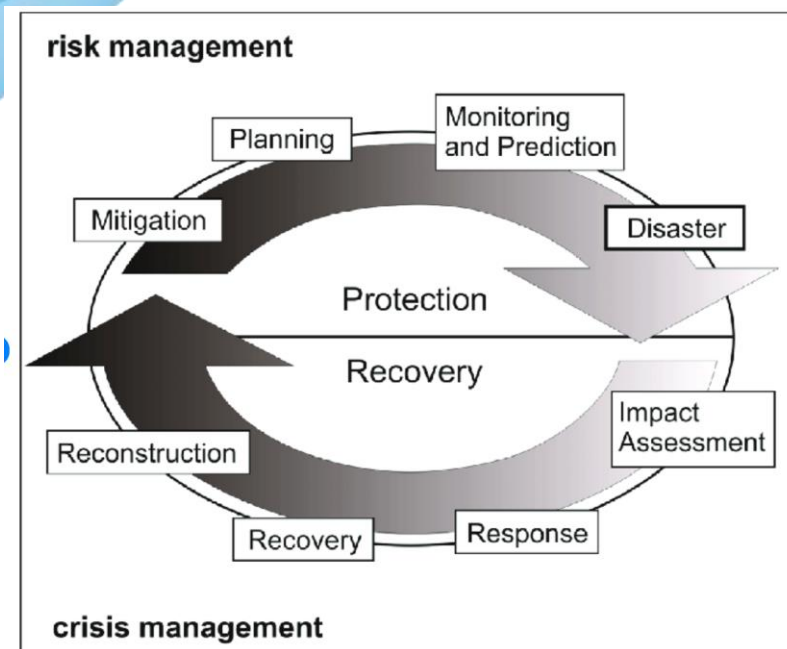 risk management
Planning
Monitoring
and Prediction
Mitigation
Disaster
Protection
Recovery
Impact
Assessment
Reconstruction
Recovery
Response
crisis management